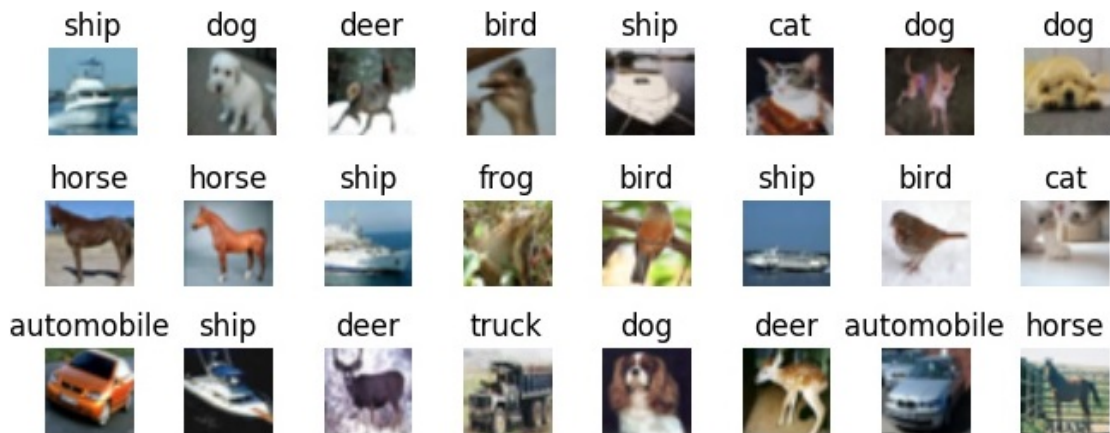 ship dog deer bird ship cat dog dog
horse horse ship frog bird ship bird cat
automobile ship deer truck dog deer automobile horse